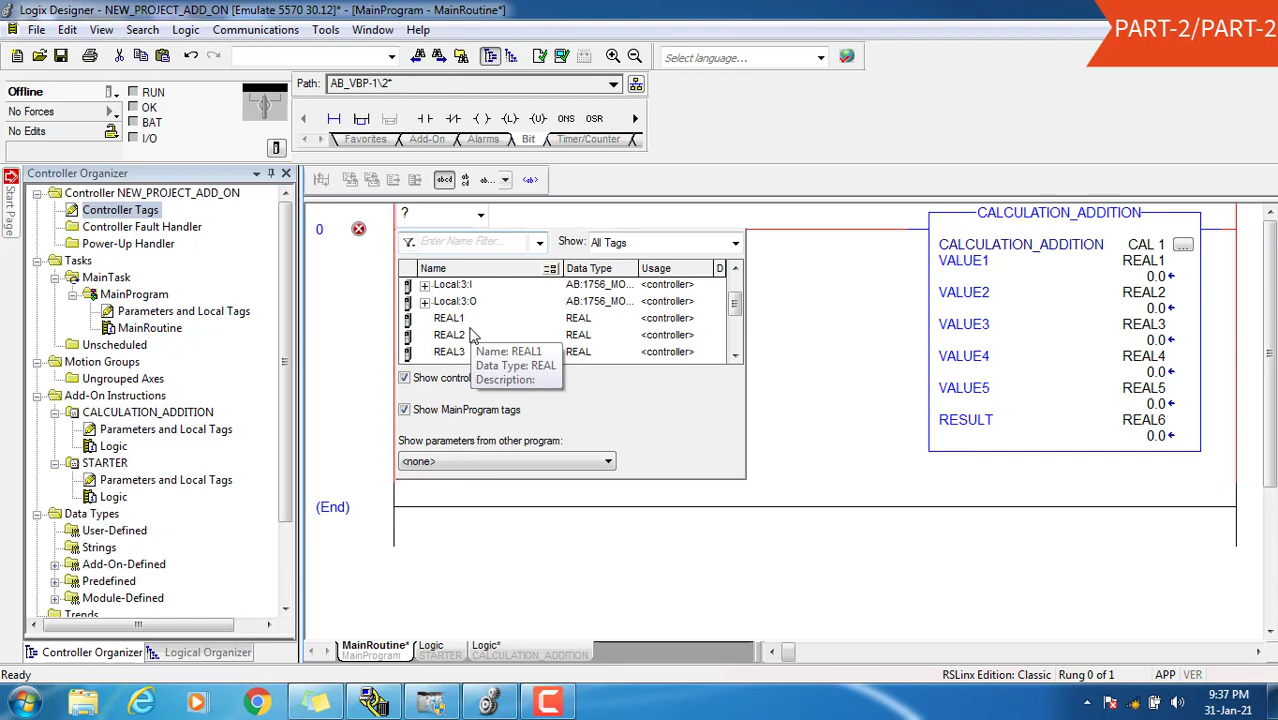 Logix Designer - NEW_PROJECT_ADD_ON [Emulate 5570 30.12]* - [MainProgram - MainRoutine*]
PART-2/PART-2
File Edit View Search Logic Communications Tools Window Help
Select language...
Path: AB_VBP-1\2*
Offline
RUN
No Forces
OK
No Edits
BAT
I/O
ONS OSR
Favorites Add-On Alarms Bit Timer/Counter
Start Page
Controller Organizer
Controller NEW_PROJECT_ADD_ON
Controller Tags
Controller Fault Handler
Power-Up Handler
Tasks
MainTask
MainProgram
Parameters and Local Tags
MainRoutine
Unscheduled
Motion Groups
Ungrouped Axes
Add-On Instructions
CALCULATION_ADDITION
Parameters and Local Tags
Logic
STARTER
Parameters and Local Tags
Logic
Data Types
User-Defined
Strings
Add-On-Defined
Predefined
Module-Defined
Trends
Controller Organizer Logical Organizer
0
?
Enter Name Filter...
Show: All Tags
Name Data Type Usage D
Local:3:I AB:1756_MO... <controller>
Local:3:O AB:1756_MO... <controller>
REAL1 REAL <controller>
REAL2 REAL <controller>
REAL3 REAL <controller>
Name: REAL1
Data Type: REAL
Description:
Show contro
Show MainProgram tags
Show parameters from other program:
<none>
CALCULATION_ADDITION
CALCULATION_ADDITION CAL 1 ...
VALUE1 REAL1
0.0
VALUE2 REAL2
0.0
VALUE3 REAL3
0.0
VALUE4 REAL4
0.0
VALUE5 REAL5
0.0
RESULT REAL6
0.0
(End)
MainRoutine* Logic Logic*
MainProgram STARTER CALCULATION_ADDITION
Ready
RSLinx Edition: Classic Rung 0 of 1 APP VER
9:37 PM
31-Jan-21